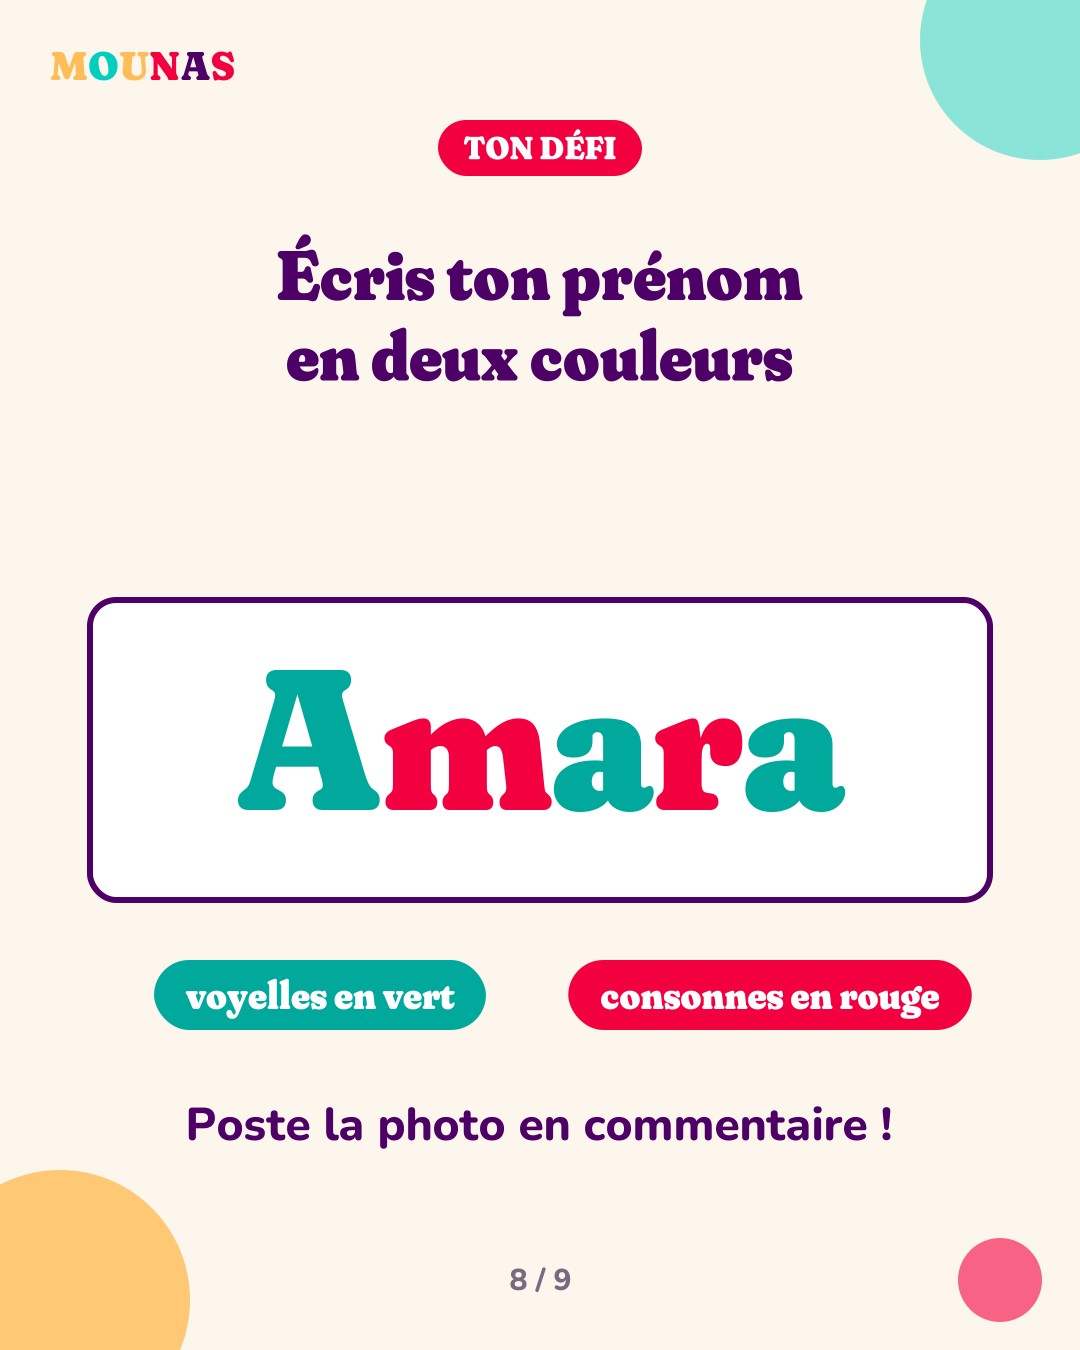 MOUNAS
TON DÉFI
Écris ton prénom
en deux couleurs
Amara
voyelles en vert
consonnes en rouge
Poste la photo en commentaire !
8 / 9